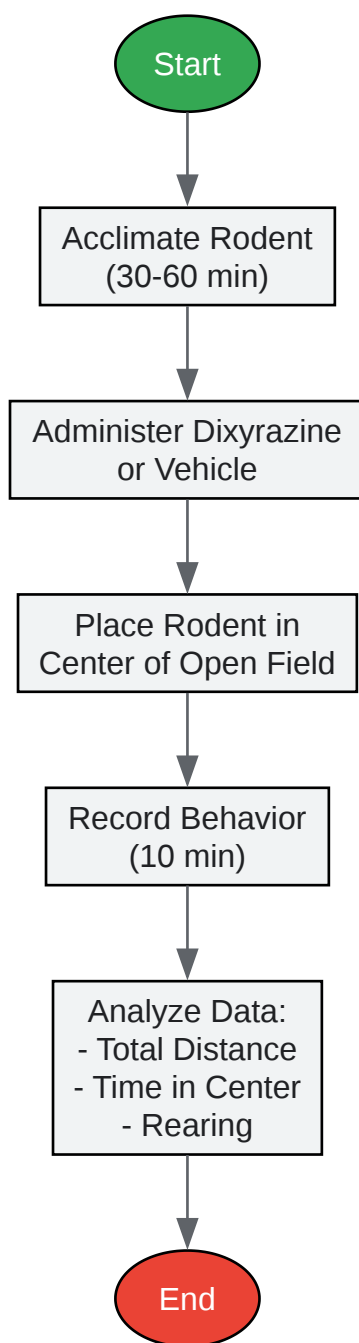 Start
Acclimate Rodent
(30-60 min)
Administer Dixyrazine
or Vehicle
Place Rodent in
Center of Open Field
Record Behavior
(10 min)
Analyze Data:
- Total Distance
- Time in Center
- Rearing
End